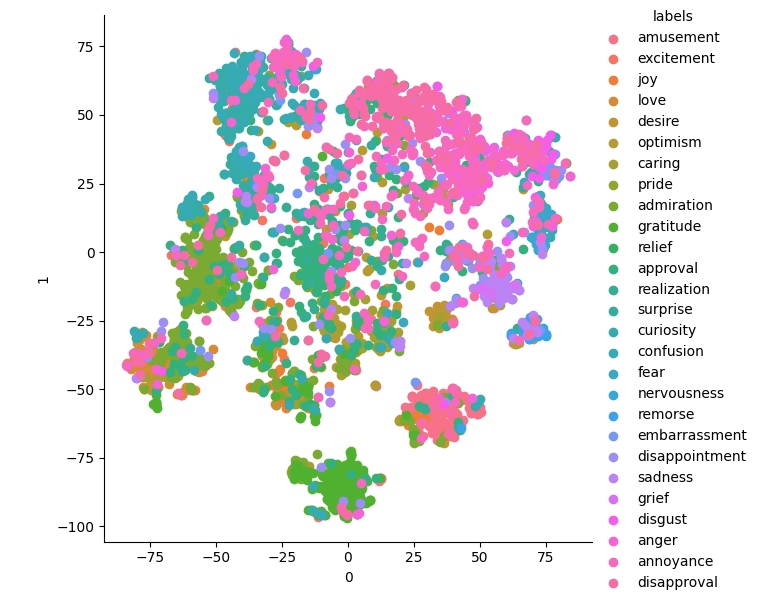 labels
amusement
excitement
joy
love
desire
optimism
caring
pride
admiration
gratitude
relief
approval
realization
surprise
curiosity
confusion
fear
nervousness
remorse
embarrassment
disappointment
sadness
grief
disgust
anger
annoyance
disapproval
75
50
25
0
−25
−50
−75
−100
1
−75
−50
−25
0
25
50
75
0